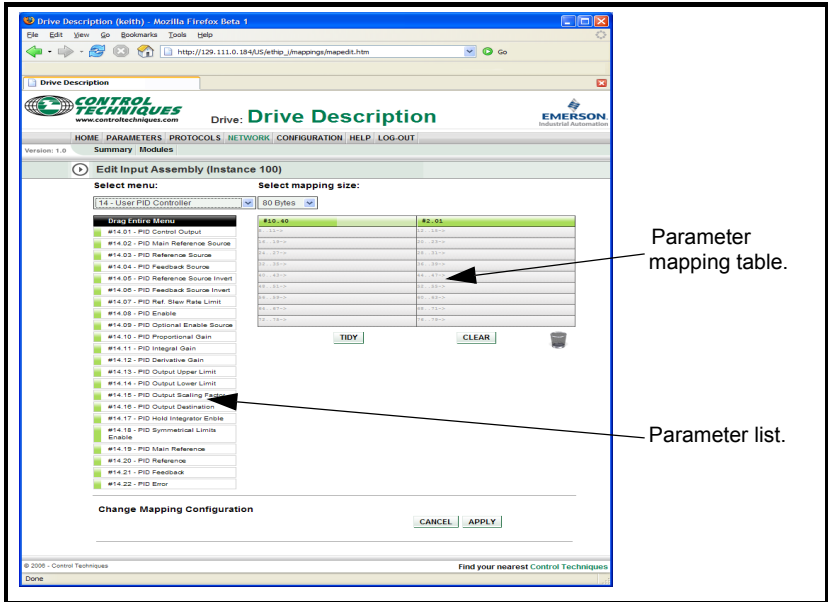 Drive Description (keith) - Mozilla Firefox Beta 1
File Edit View Go Bookmarks Tools Help
http://129.111.0.184/US/ethip_i/mappings/mapedit.htm Go
Drive Description
CONTROL TECHNIQUES
www.controltechniques.com
Drive: Drive Description
EMERSON
Industrial Automation
HOME PARAMETERS PROTOCOLS NETWORK CONFIGURATION HELP LOG-OUT
Version: 1.0 Summary Modules
Edit Input Assembly (Instance 100)
Select menu: Select mapping size:
14 - User PID Controller 80 Bytes
Drag Entire Menu
#14.01 - PID Control Output
#14.02 - PID Main Reference Source
#14.03 - PID Reference Source
#14.04 - PID Feedback Source
#14.05 - PID Reference Source Invert
#14.06 - PID Feedback Source Invert
#14.07 - PID Ref. Slew Rate Limit
#14.08 - PID Enable
#14.09 - PID Optional Enable Source
#14.10 - PID Proportional Gain
#14.11 - PID Integral Gain
#14.12 - PID Derivative Gain
#14.13 - PID Output Upper Limit
#14.14 - PID Output Lower Limit
#14.15 - PID Output Scaling Factor
#14.16 - PID Output Destination
#14.17 - PID Hold Integrator Enble
#14.18 - PID Symmetrical Limits
Enable
#14.19 - PID Main Reference
#14.20 - PID Reference
#14.21 - PID Feedback
#14.22 - PID Error
#10.40 #2.01
TIDY CLEAR
Parameter
mapping table.
Parameter list.
Change Mapping Configuration
CANCEL APPLY
Control Techniques
Find your nearest Control Techniques
Done